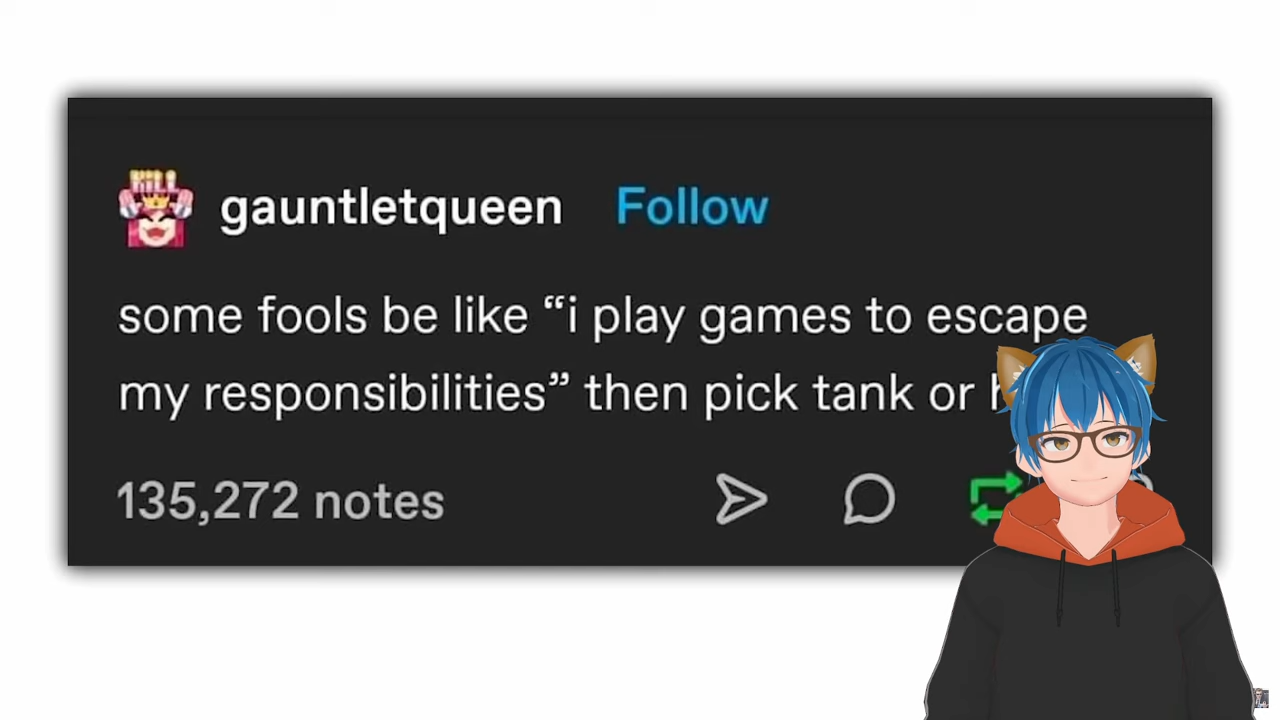 KILL
gauntletqueen Follow
some fools be like “i play games to escape
my responsibilities” then pick tank or
135,272 notes